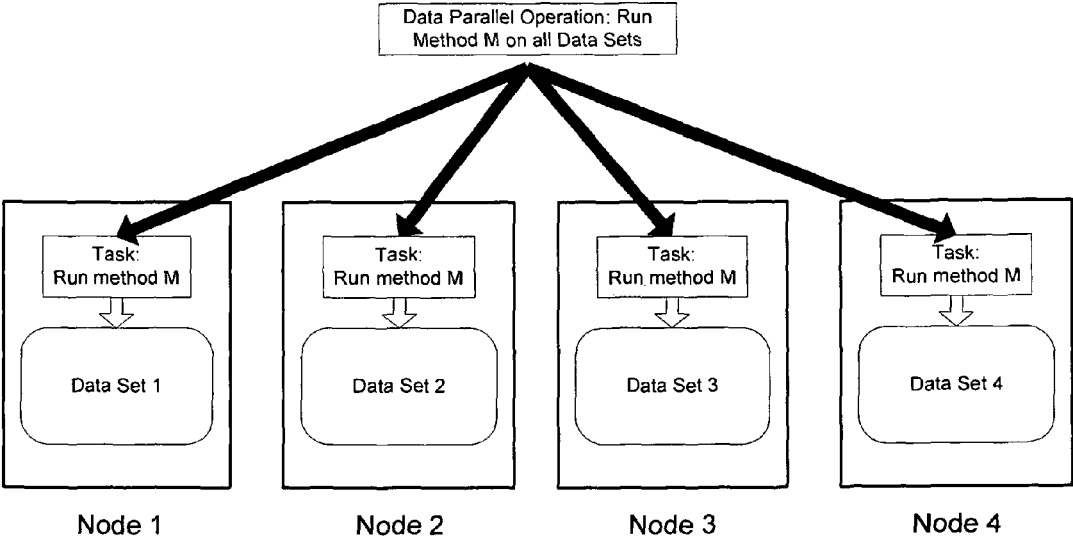 Data Parallel Operation: Run
Method M on all Data Sets
Task:
Run method M
Data Set 1
Node 1
Task:
Run method M
Data Set 2
Node 2
Task:
Run method M
Data Set 3
Node 3
Task:
Run method M
Data Set 4
Node 4